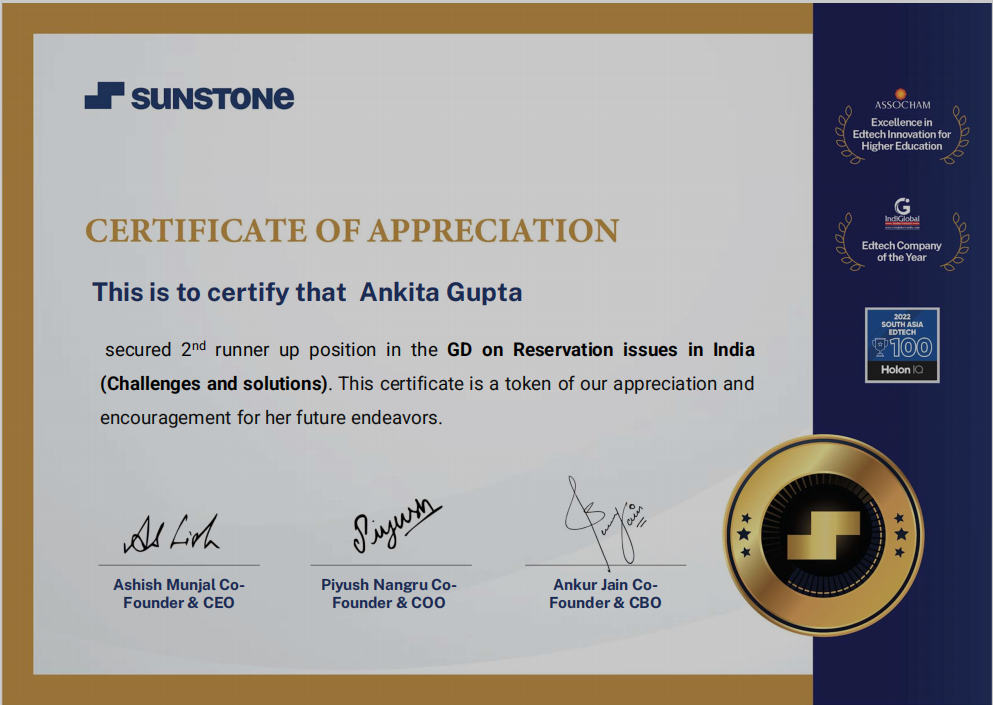 SUNSTONE
CERTIFICATE OF APPRECIATION
This is to certify that Ankita Gupta
secured 2nd runner up position in the GD on Reservation issues in India
(Challenges and solutions). This certificate is a token of our appreciation and
encouragement for her future endeavors.
Piyush
Jain
Ashish Munjal Co-
Founder & CEO
Piyush Nangru Co-
Founder & COO
Ankur Jain Co-
Founder & CBO
ASSOCHAM
Excellence in
Edtech Innovation for
Higher Education
G
IndiGlobal
Edtech Company
of the Year
2022
SOUTH ASIA
EDTECH
100
Holon IQ